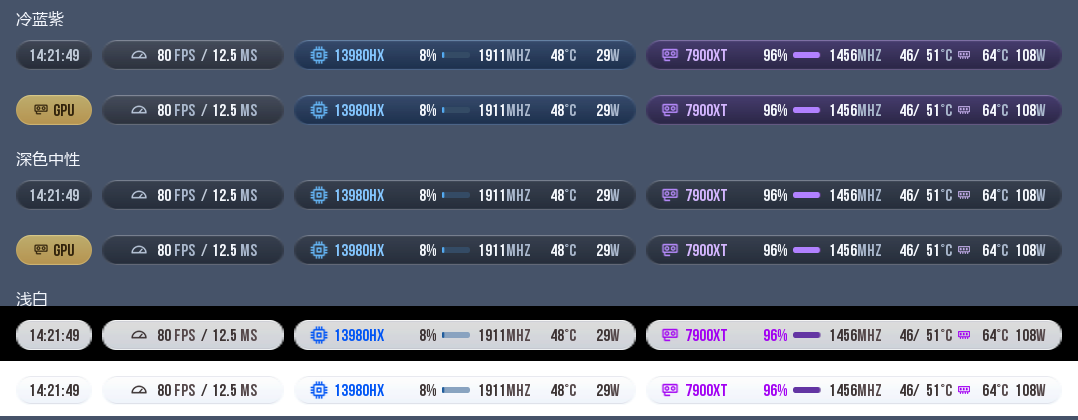 冷蓝紫
14:21:49 80 FPS / 12.5 MS 13980HX 8% 1911MHZ 48°C 29W 7900XT 96% 1456MHZ 46/ 51°C 64°C 108W
GPU 80 FPS / 12.5 MS 13980HX 8% 1911MHZ 48°C 29W 7900XT 96% 1456MHZ 46/ 51°C 64°C 108W
深色中性
14:21:49 80 FPS / 12.5 MS 13980HX 8% 1911MHZ 48°C 29W 7900XT 96% 1456MHZ 46/ 51°C 64°C 108W
GPU 80 FPS / 12.5 MS 13980HX 8% 1911MHZ 48°C 29W 7900XT 96% 1456MHZ 46/ 51°C 64°C 108W
浅白
14:21:49 80 FPS / 12.5 MS 13980HX 8% 1911MHZ 48°C 29W 7900XT 96% 1456MHZ 46/ 51°C 64°C 108W
14:21:49 80 FPS / 12.5 MS 13980HX 8% 1911MHZ 48°C 29W 7900XT 96% 1456MHZ 46/ 51°C 64°C 108W